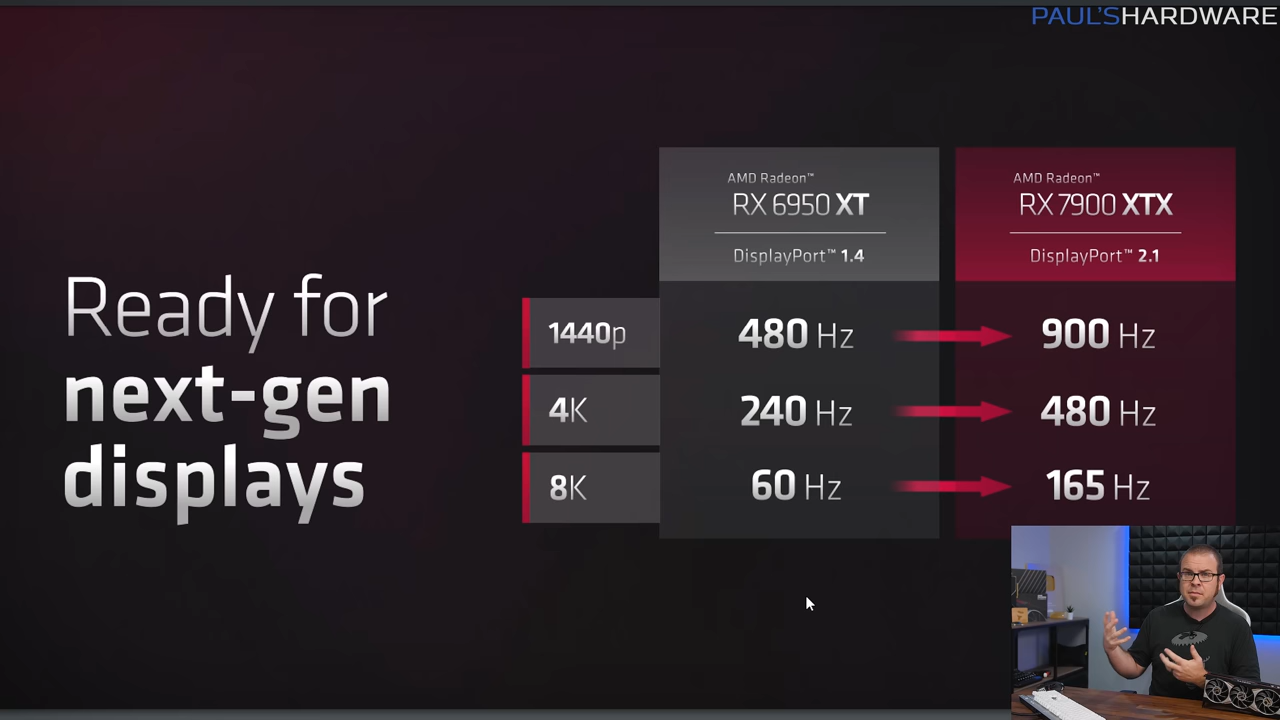 PAUL'SHARDWARE
Ready for
next-gen
displays
AMD Radeon™
RX 6950 XT
DisplayPort™ 1.4
AMD Radeon™
RX 7900 XTX
DisplayPort™ 2.1
1440p 480 Hz 900 Hz
4K 240 Hz 480 Hz
8K 60 Hz 165 Hz